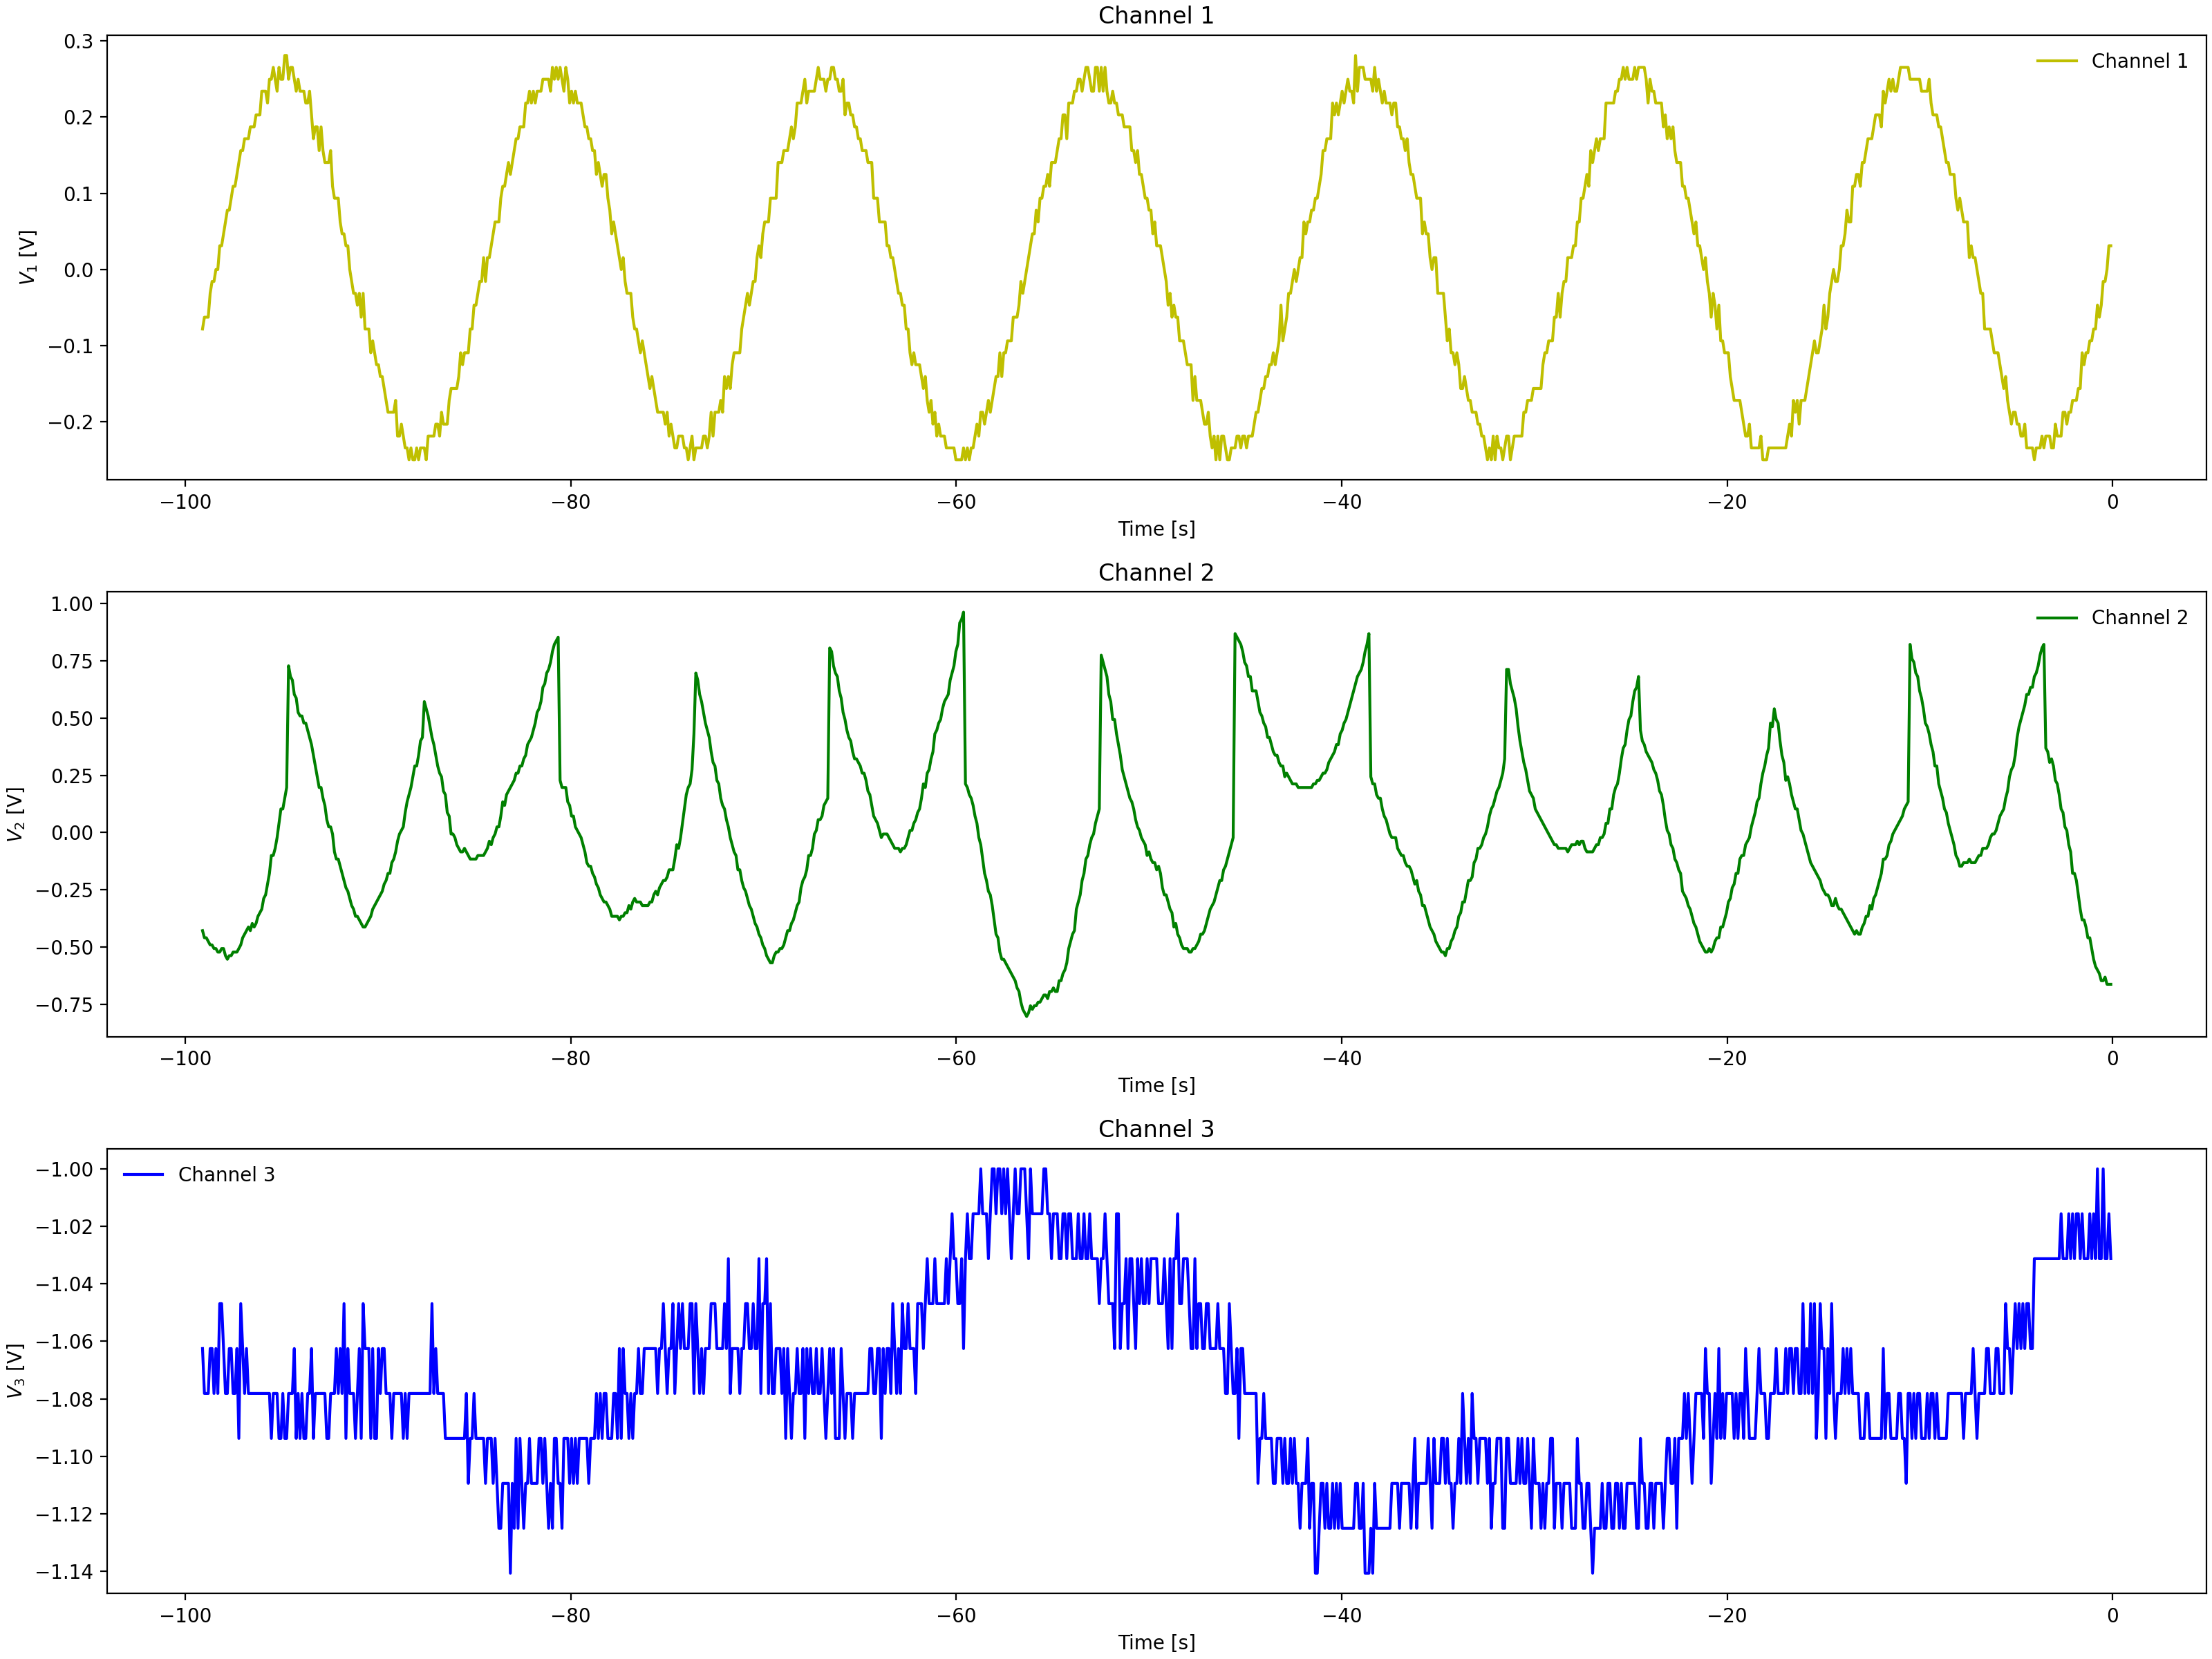 Channel 1
0.3
0.2
0.1
0.0
−0.1
−0.2
V₁ [V]
Channel 1
−100 −80 −60 −40 −20 0
Time [s]
Channel 2
1.00
0.75
0.50
0.25
0.00
−0.25
−0.50
−0.75
V₂ [V]
Channel 2
−100 −80 −60 −40 −20 0
Time [s]
Channel 3
−1.00
−1.02
−1.04
−1.06
−1.08
−1.10
−1.12
−1.14
V₃ [V]
Channel 3
−100 −80 −60 −40 −20 0
Time [s]